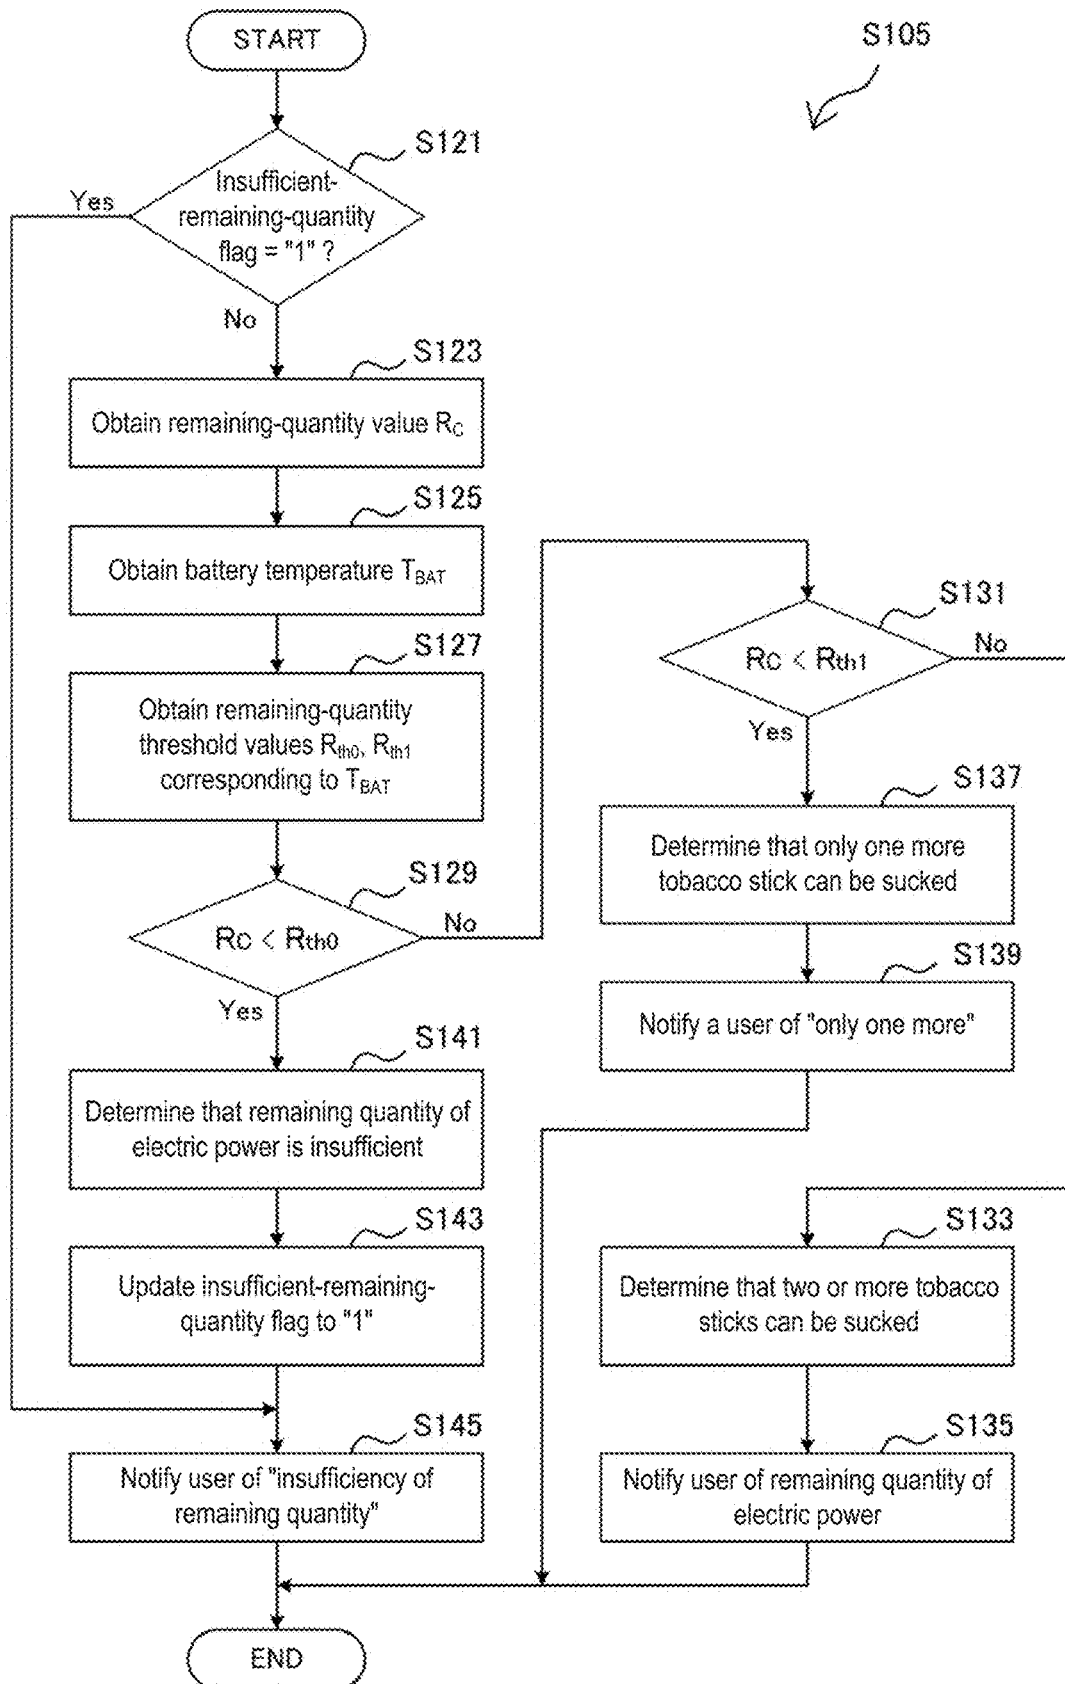 START
S105
S121
Insufficient-
remaining-quantity
flag = "1" ?
Yes
No
S123
Obtain remaining-quantity value RC
S125
Obtain battery temperature TBAT
S127
Obtain remaining-quantity
threshold values Rth0, Rth1
corresponding to TBAT
S129
RC < Rth0
No
Yes
S131
RC < Rth1
No
Yes
S137
Determine that only one more
tobacco stick can be sucked
S139
Notify a user of "only one more"
S141
Determine that remaining quantity of
electric power is insufficient
S143
Update insufficient-remaining-
quantity flag to "1"
S145
Notify user of "insufficiency of
remaining quantity"
S133
Determine that two or more tobacco
sticks can be sucked
S135
Notify user of remaining quantity of
electric power
END